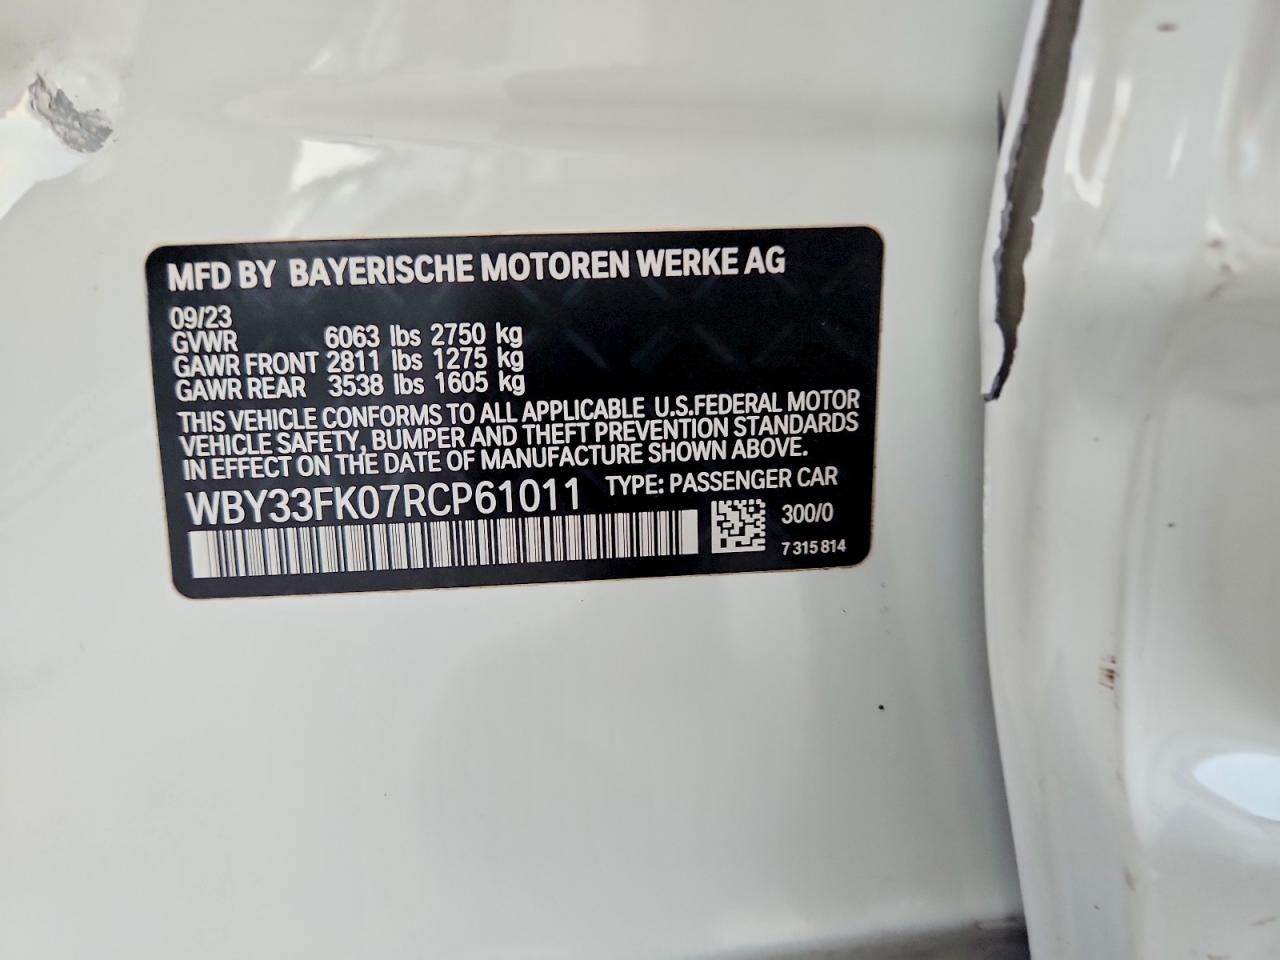 MFD BY BAYERISCHE MOTOREN WERKE AG
09/23
GVWR 6063 lbs 2750 kg
GAWR FRONT 2811 lbs 1275 kg
GAWR REAR 3538 lbs 1605 kg
THIS VEHICLE CONFORMS TO ALL APPLICABLE U.S.FEDERAL MOTOR
VEHICLE SAFETY, BUMPER AND THEFT PREVENTION STANDARDS
IN EFFECT ON THE DATE OF MANUFACTURE SHOWN ABOVE.
WBY33FK07RCP61011 TYPE: PASSENGER CAR
300/0
7 315 814